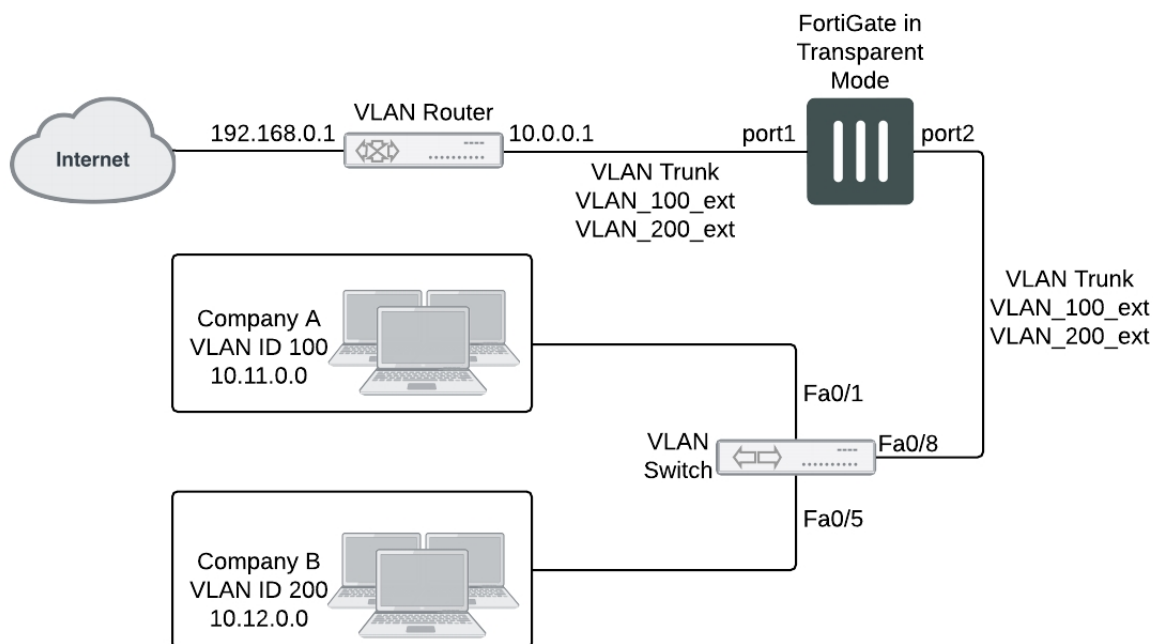 FortiGate in
Transparent
Mode
VLAN Router
192.168.0.1
10.0.0.1
port1
port2
Internet
VLAN Trunk
VLAN_100_ext
VLAN_200_ext
VLAN Trunk
VLAN_100_ext
VLAN_200_ext
Company A
VLAN ID 100
10.11.0.0
Fa0/1
VLAN
Switch
Fa0/8
Fa0/5
Company B
VLAN ID 200
10.12.0.0